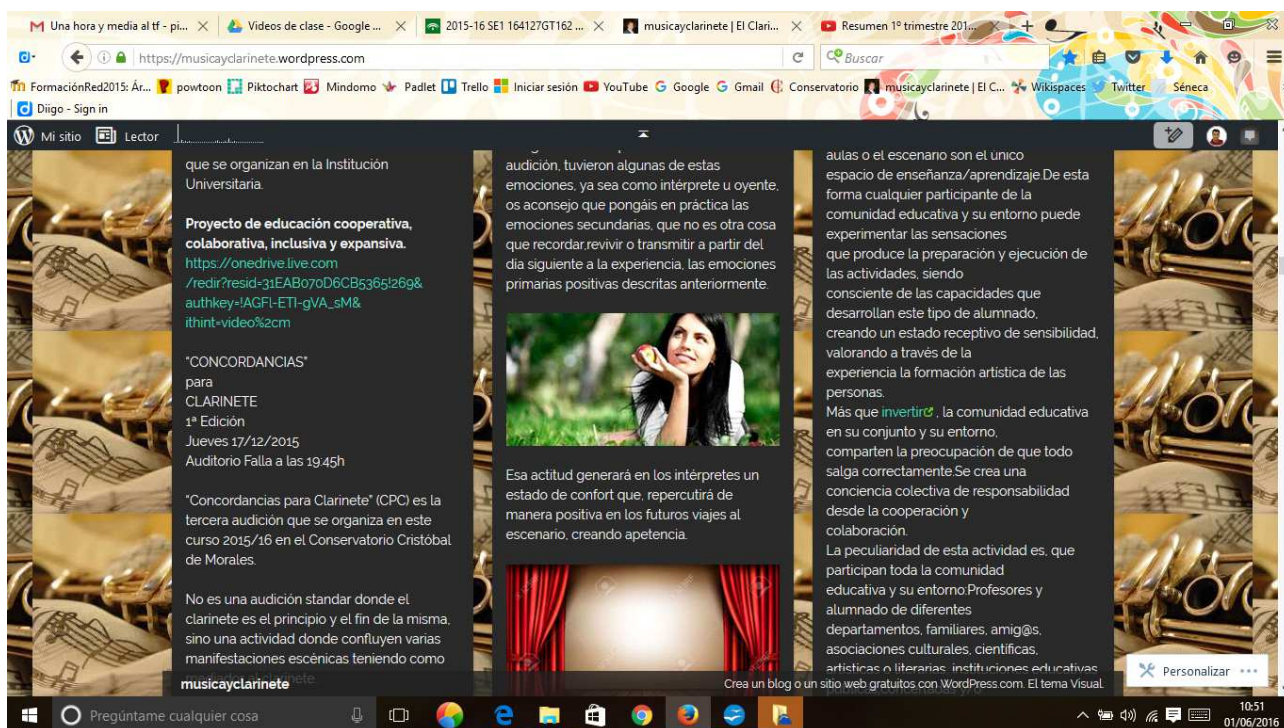 Una hora y media al tf - pi...
Videos de clase - Google ...
2015-16 SE1 164127GT162 ...
musicayclarinete | El Clari...
Resumen 1º trimestre 201...
https://musicayclarinete.wordpress.com
Buscar
FormaciónRed2015: Ár...
powtoon
Piktochart
Mindomo
Padlet
Trello
Iniciar sesión
YouTube
Google
Gmail
Conservatorio
musicayclarinete | El C...
Wikispaces
Twitter
Séneca
Diigo - Sign in
Mi sitio
Lector
que se organizan en la Institución
Universitaria.
Proyecto de educación cooperativa,
colaborativa, inclusiva y expansiva.
https://onedrive.live.com
/redir?resid=31EAB070D6CB5365!269&
authkey=!AGFl-ETI-gVA_sM&
ithint=video%2cm
"CONCORDANCIAS"
para
CLARINETE
1ª Edición
Jueves 17/12/2015
Auditorio Falla a las 19:45h
"Concordancias para Clarinete" (CPC) es la
tercera audición que se organiza en este
curso 2015/16 en el Conservatorio Cristóbal
de Morales.
No es una audición standar donde el
clarinete es el principio y el fin de la misma,
sino una actividad donde confluyen varias
manifestaciones escénicas teniendo como
mediador al clarinete.
audición, tuvieron algunas de estas
emociones, ya sea como intérprete u oyente,
os aconsejo que pongáis en práctica las
emociones secundarias, que no es otra cosa
que recordar,revivir o transmitir a partir del
dia siguiente a la experiencia, las emociones
primarias positivas descritas anteriormente.
Esa actitud generará en los intérpretes un
estado de confort que, repercutirá de
manera positiva en los futuros viajes al
escenario, creando apetencia.
aulas o el escenario son el único
espacio de enseñanza/aprendizaje.De esta
forma cualquier participante de la
comunidad educativa y su entorno puede
experimentar las sensaciones
que produce la preparación y ejecución de
las actividades, siendo
consciente de las capacidades que
desarrollan este tipo de alumnado,
creando un estado receptivo de sensibilidad,
valorando a través de la
experiencia la formación artística de las
personas.
Más que invertir, la comunidad educativa
en su conjunto y su entorno,
comparten la preocupación de que todo
salga correctamente.Se crea una
conciencia colectiva de responsabilidad
desde la cooperación y
colaboración.
La peculiaridad de esta actividad es, que
participan toda la comunidad
educativa y su entorno:Profesores y
alumnado de diferentes
departamentos, familiares, amig@s,
asociaciones culturales, científicas,
artísticas o literarias, instituciones educativas
musicayclarinete
Crea un blog o un sitio web gratuitos con WordPress.com. El tema Visual.
Personalizar
Pregúntame cualquier cosa
10:51
01/06/2016